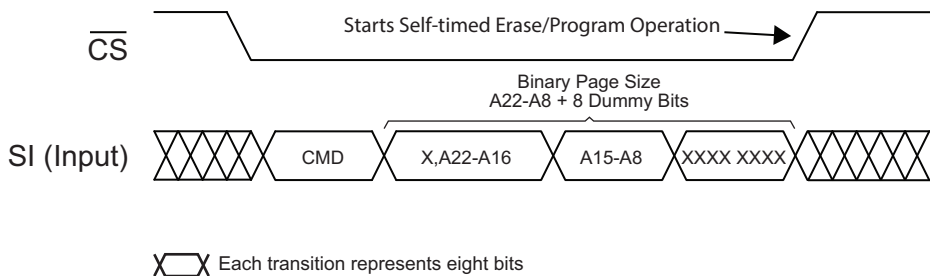 Starts Self-timed Erase/Program Operation
CS
Binary Page Size
A22-A8 + 8 Dummy Bits
SI (Input)
CMD
X,A22-A16
A15-A8
XXXX XXXX
Each transition represents eight bits